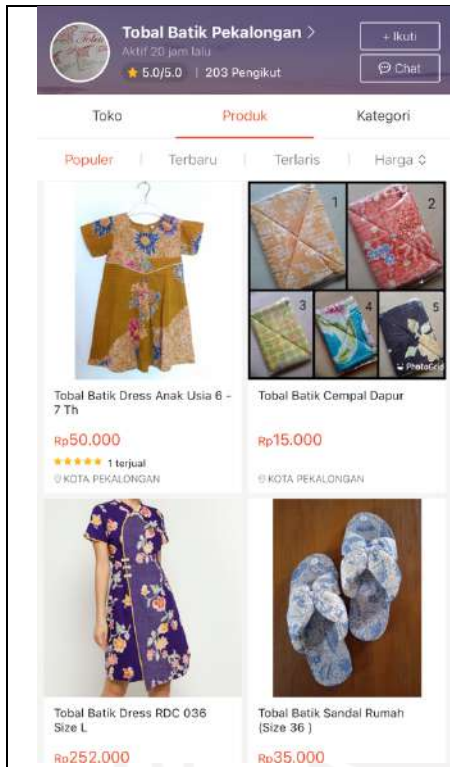 Tobal Batik Pekalongan >
+ Ikuti
Aktif 20 jam lalu
5.0/5.0 | 203 Pengikut
Chat
Toko
Produk
Kategori
Populer
Terbaru
Terlaris
Harga
1
2
3
4
5
PhotoGrid
Tobal Batik Dress Anak Usia 6 -
7 Th
Rp50.000
1 terjual
KOTA PEKALONGAN
Tobal Batik Cempal Dapur
Rp15.000
KOTA PEKALONGAN
Tobal Batik Dress RDC 036
Size L
Rp252.000
Tobal Batik Sandal Rumah
(Size 36 )
Rp35.000